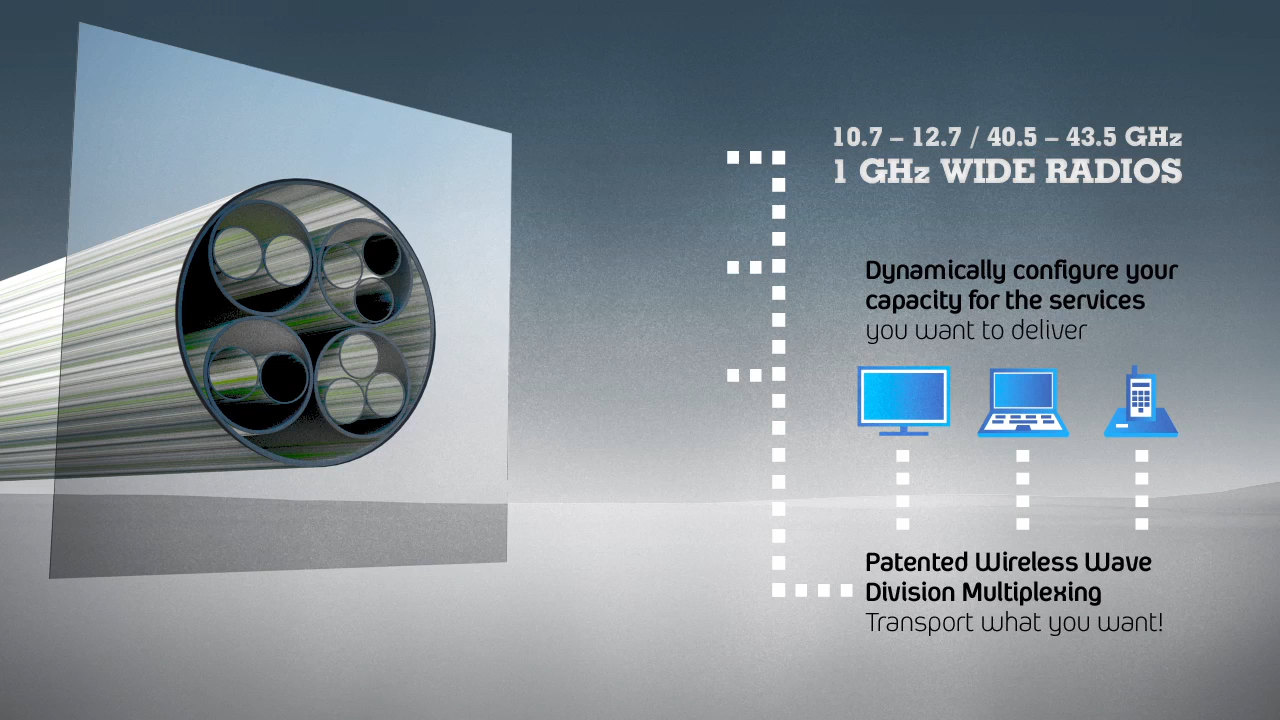 10.7 – 12.7 / 40.5 – 43.5 GHz
1 GHz WIDE RADIOS
Dynamically configure your
capacity for the services
you want to deliver
Patented Wireless Wave
Division Multiplexing
Transport what you want!